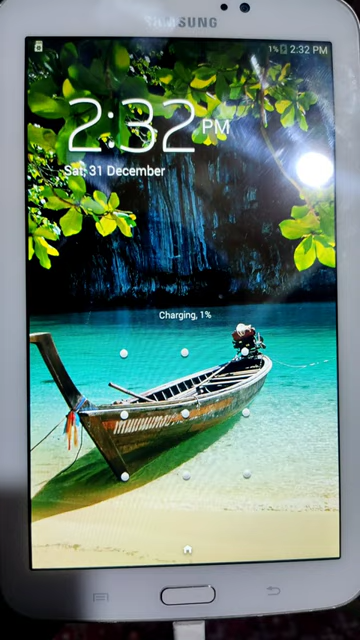 SAMSUNG
1% 2:32 PM
2:32 PM
Sat, 31 December
Charging, 1%